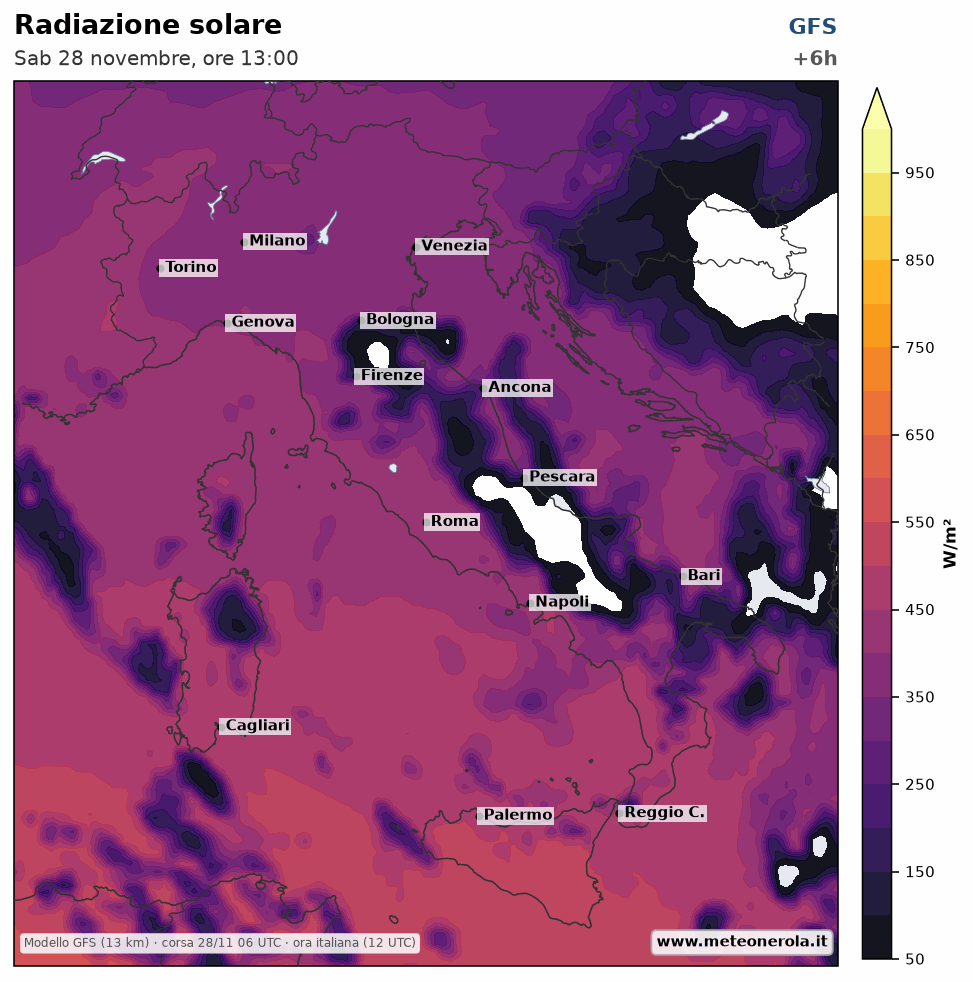 Radiazione solare
GFS
Sab 28 novembre, ore 13:00
+6h
Milano
Venezia
Torino
Genova
Bologna
Firenze
Ancona
Pescara
Roma
Bari
Napoli
Cagliari
Palermo
Reggio C.
950
850
750
650
550
450
350
250
150
50
W/m²
Modello GFS (13 km) · corsa 28/11 06 UTC · ora italiana (12 UTC)
www.meteonerola.it